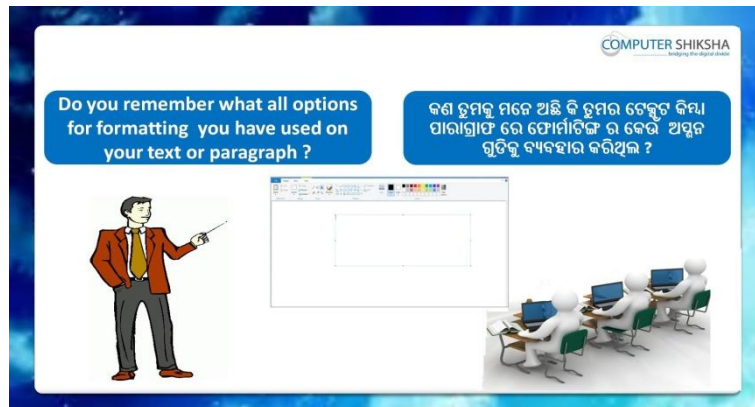 COMPUTER SHIKSHA
bridging the digital divide
Do you remember what all options
for formatting you have used on
your text or paragraph ?
କଣ ତୁମକୁ ମନେ ଅଛି କି ତୁମର ଟେକ୍ସଟ କିମ୍ବା
ପାରାଗ୍ରାଫ ରେ ଫୋର୍ମାଟିଙ୍ଗ ର କେଉଁ ଅପ୍ସନ
ଗୁଡିକୁ ବ୍ୟବହାର କରିଥିଲ ?